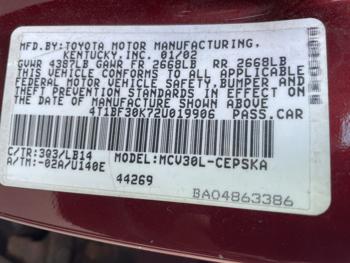 MFD.BY:TOYOTA MOTOR MANUFACTURING,
KENTUCKY INC. 01/02
GVWR 4387LB GAWR FR 2668LB RR 2668LB
THIS VEHICLE CONFORMS TO ALL APPLICABLE
FEDERAL MOTOR VEHICLE SAFETY, BUMPER, AND
THEFT PREVENTION STANDARDS IN EFFECT ON
THE DATE OF MANUFACTURE SHOWN ABOVE.
4T1BF30K72U019906 PASS.CAR
C/TR:3Q3/LB14 MODEL:MCV30L-CEPSKA
A/TM:-02A/U140E
44269
BA04863386